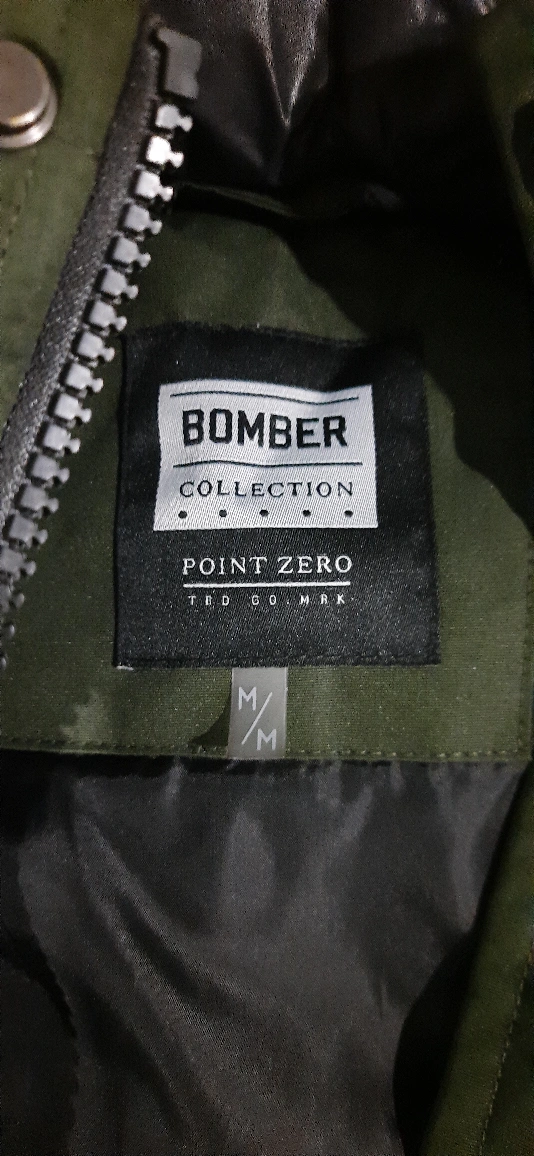 BOMBER
COLLECTION
POINT ZERO
TRD CO.MRK.
M/M